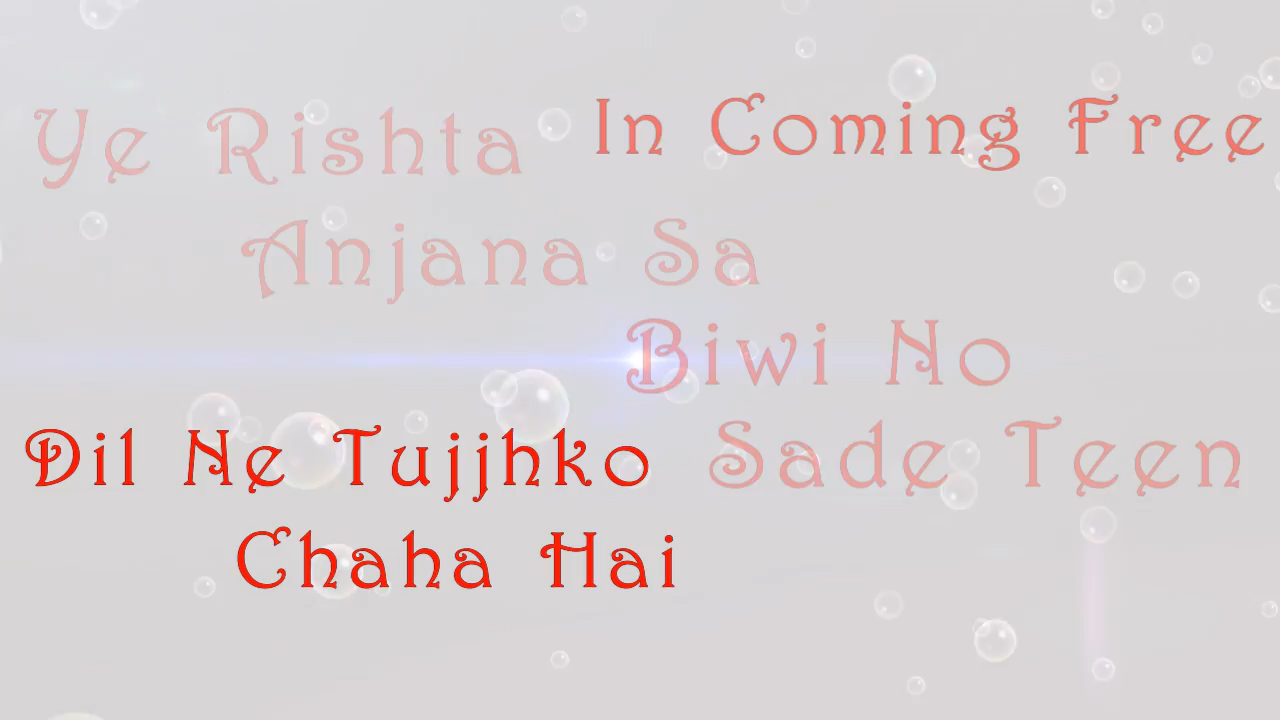 Ye Rishta
Anjana Sa
In Coming Free
Biwi No
Sade Teen
Dil Ne Tujjhko
Chaha Hai